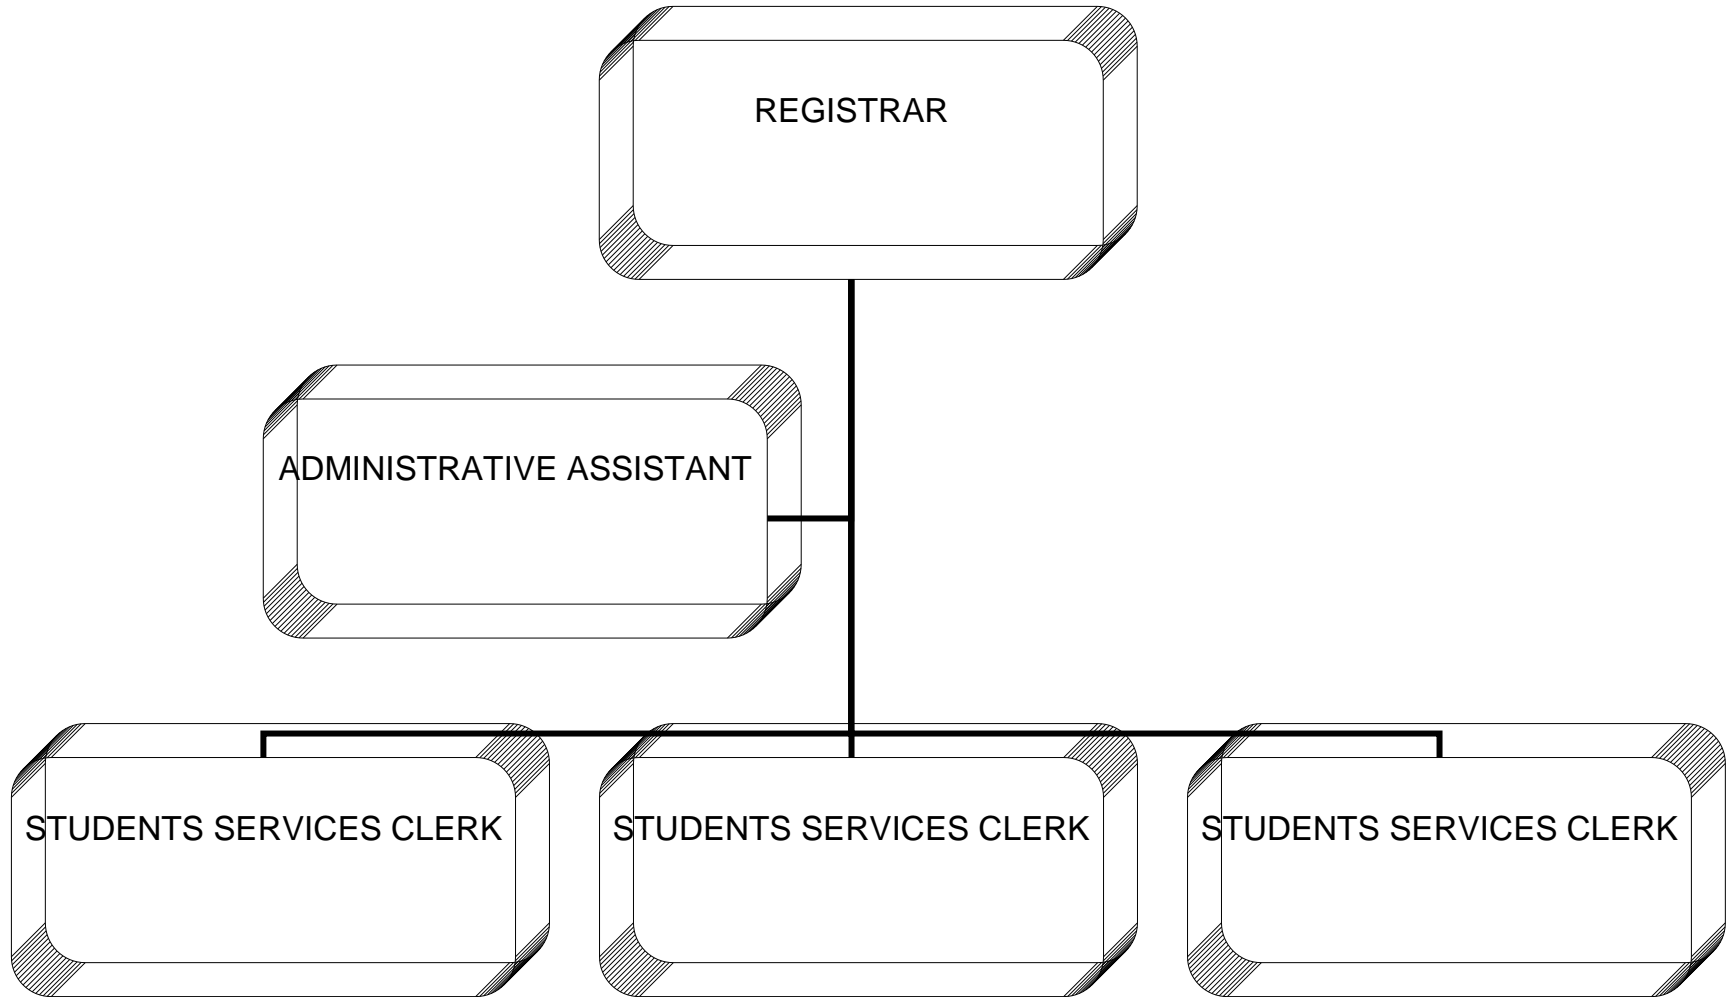 REGISTRAR
ADMINISTRATIVE ASSISTANT
STUDENTS SERVICES CLERK
STUDENTS SERVICES CLERK
STUDENTS SERVICES CLERK